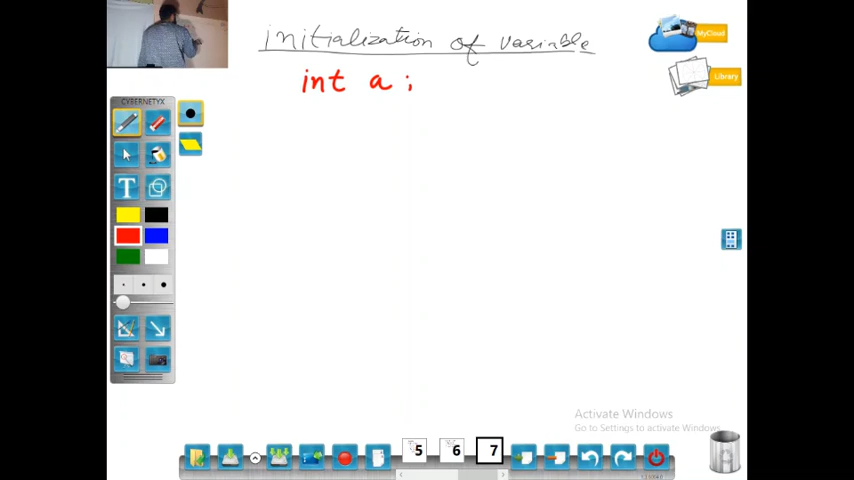 initialization of variable
MyCloud
int a ;
Library
CYBERNETYX
T
Activate Windows
Go to Settings to activate Windows.
5
6
7